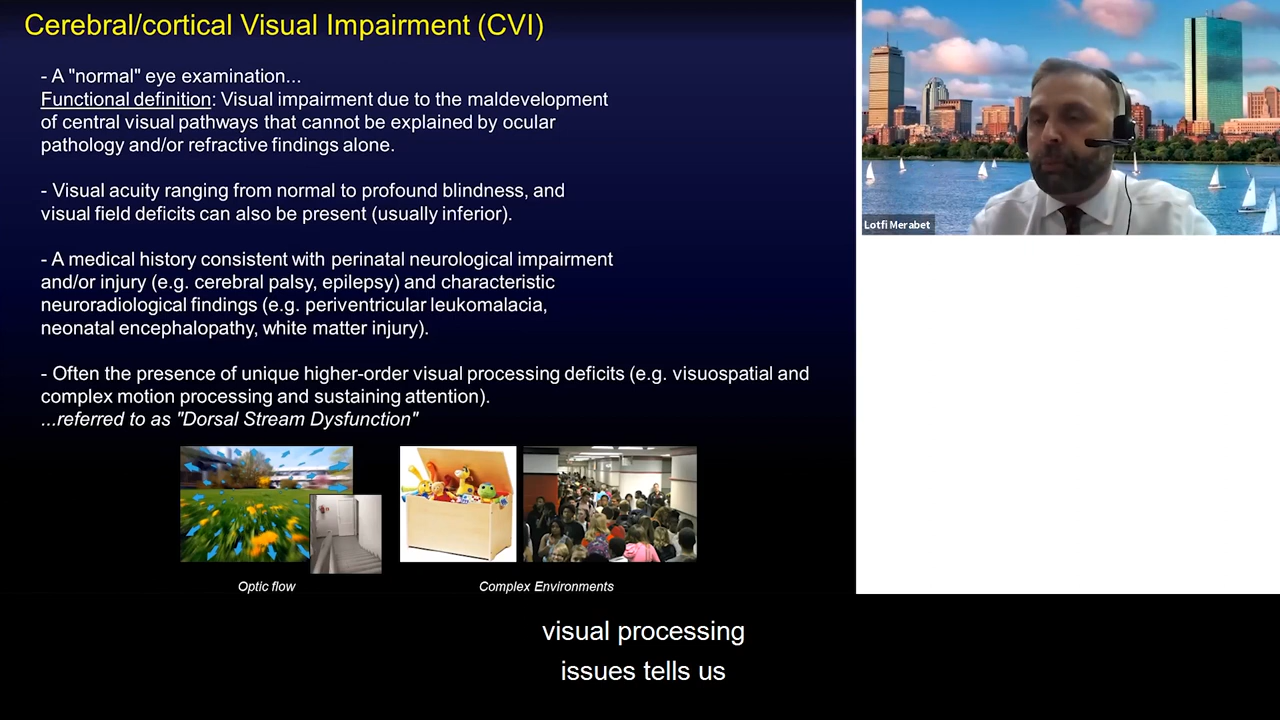 Cerebral/cortical Visual Impairment (CVI)
- A "normal" eye examination...
Functional definition: Visual impairment due to the maldevelopment
of central visual pathways that cannot be explained by ocular
pathology and/or refractive findings alone.
- Visual acuity ranging from normal to profound blindness, and
visual field deficits can also be present (usually inferior).
- A medical history consistent with perinatal neurological impairment
and/or injury (e.g. cerebral palsy, epilepsy) and characteristic
neuroradiological findings (e.g. periventricular leukomalacia,
neonatal encephalopathy, white matter injury).
- Often the presence of unique higher-order visual processing deficits (e.g. visuospatial and
complex motion processing and sustaining attention).
...referred to as "Dorsal Stream Dysfunction"
Optic flow
Complex Environments
Lotfi Merabet
visual processing
issues tells us